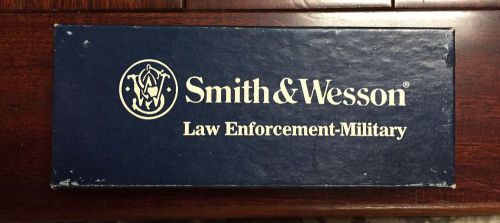 Smith & Wesson®
Law Enforcement-Military